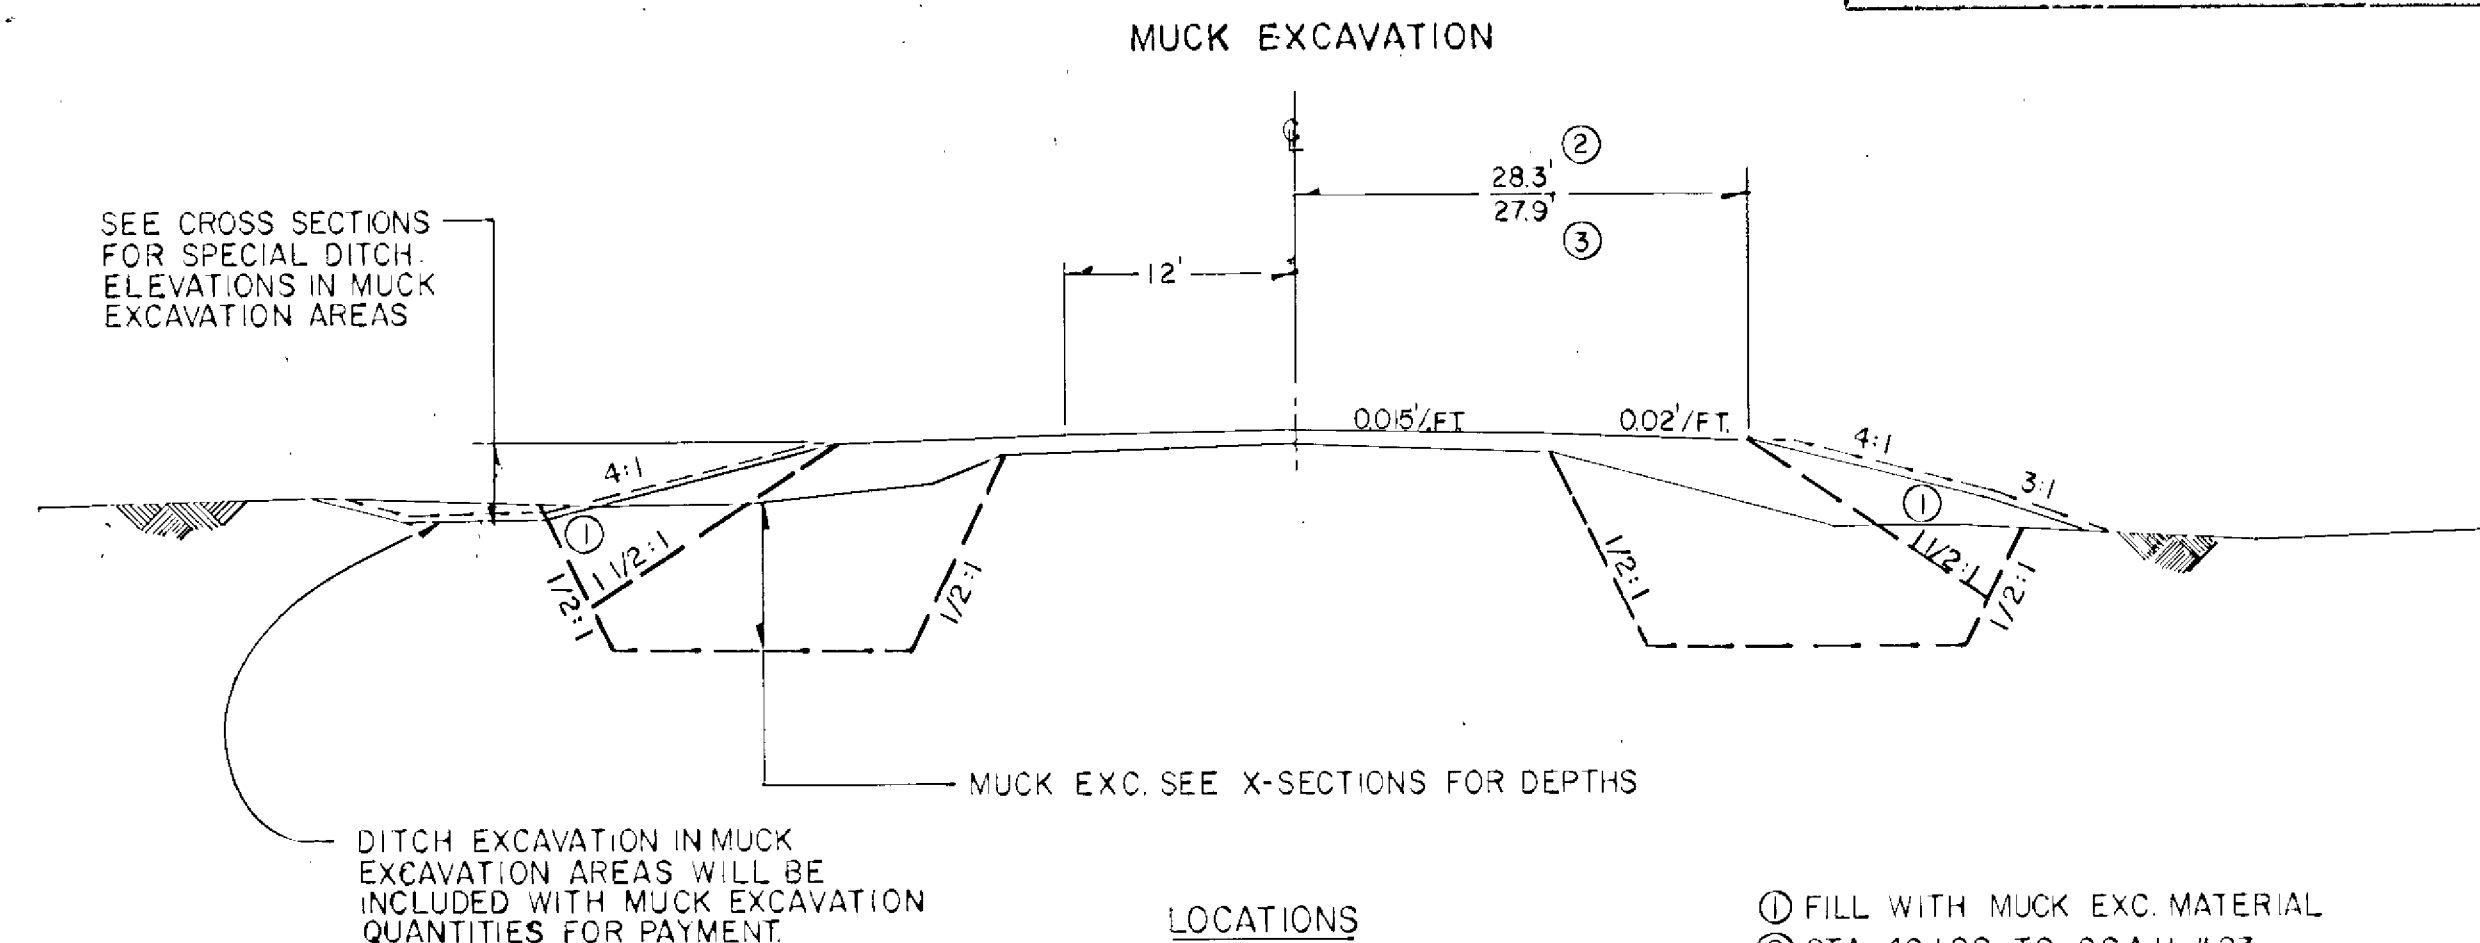 MUCK EXCAVATION
℄
②
28.3'
27.9'
③
12'
SEE CROSS SECTIONS
FOR SPECIAL DITCH
ELEVATIONS IN MUCK
EXCAVATION AREAS
0.015'/FT.
0.02'/FT.
4:1
4:1
3:1
①
①
1/2:1
1 1/2:1
1/2:1
1/2:1
1 1/2:1
1/2:1
MUCK EXC. SEE X-SECTIONS FOR DEPTHS
DITCH EXCAVATION IN MUCK
EXCAVATION AREAS WILL BE
INCLUDED WITH MUCK EXCAVATION
QUANTITIES FOR PAYMENT.
LOCATIONS
① FILL WITH MUCK EXC. MATERIAL